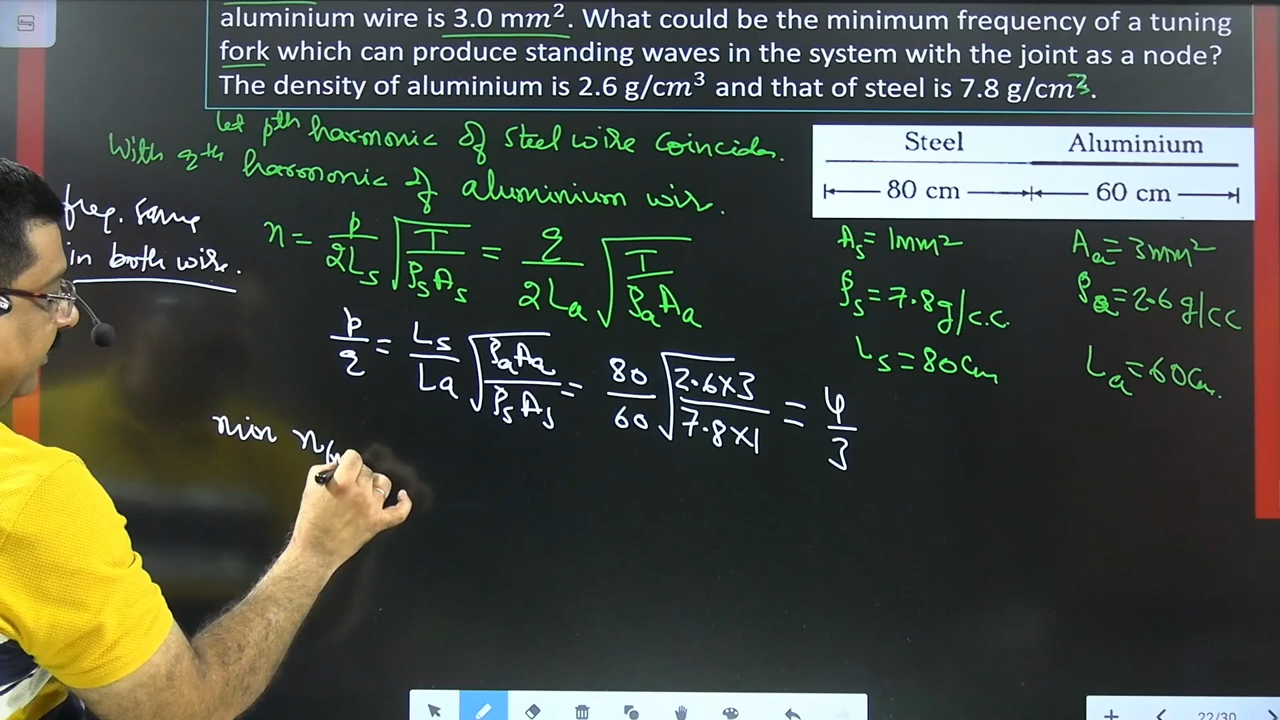 aluminium wire is 3.0 mm². What could be the minimum frequency of a tuning
fork which can produce standing waves in the system with the joint as a node?
The density of aluminium is 2.6 g/cm³ and that of steel is 7.8 g/cm³.
let pth harmonic of steel wire coincides.
With qth harmonic of aluminium wir.
Steel Aluminium
80 cm 60 cm
freq. same
in both wire.
n = p/2Ls √(T/ρsAs) = q/2La √(T/ρaAa)
As = 1mm² Aa = 3mm²
ρs = 7.8g/c.c. ρa = 2.6g/cc
Ls = 80cm La = 60cm.
p/q = Ls/La √(ρaAa/ρsAs) = 80/60 √(2.6×3/7.8×1) = 4/3
min n
22/30